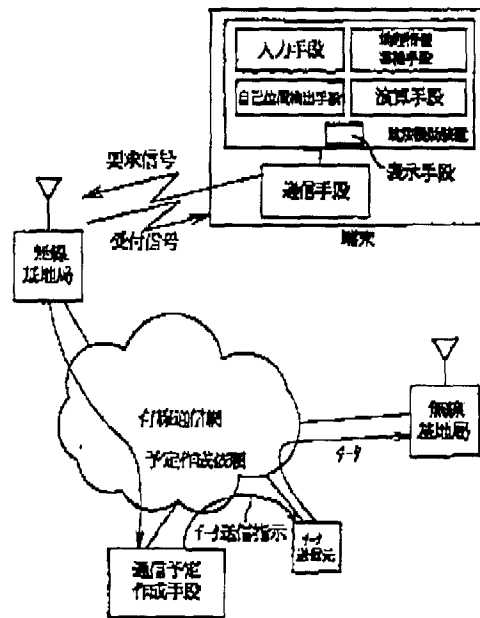 入力手段
自己位置検出手段
演算手段
表示手段
通信手段
端末
要求信号
受付信号
無線
基地局
有線通信網
予定作成依頼
無線
基地局
データ
データ送信指示
データ
送信元
通信予定
作成手段